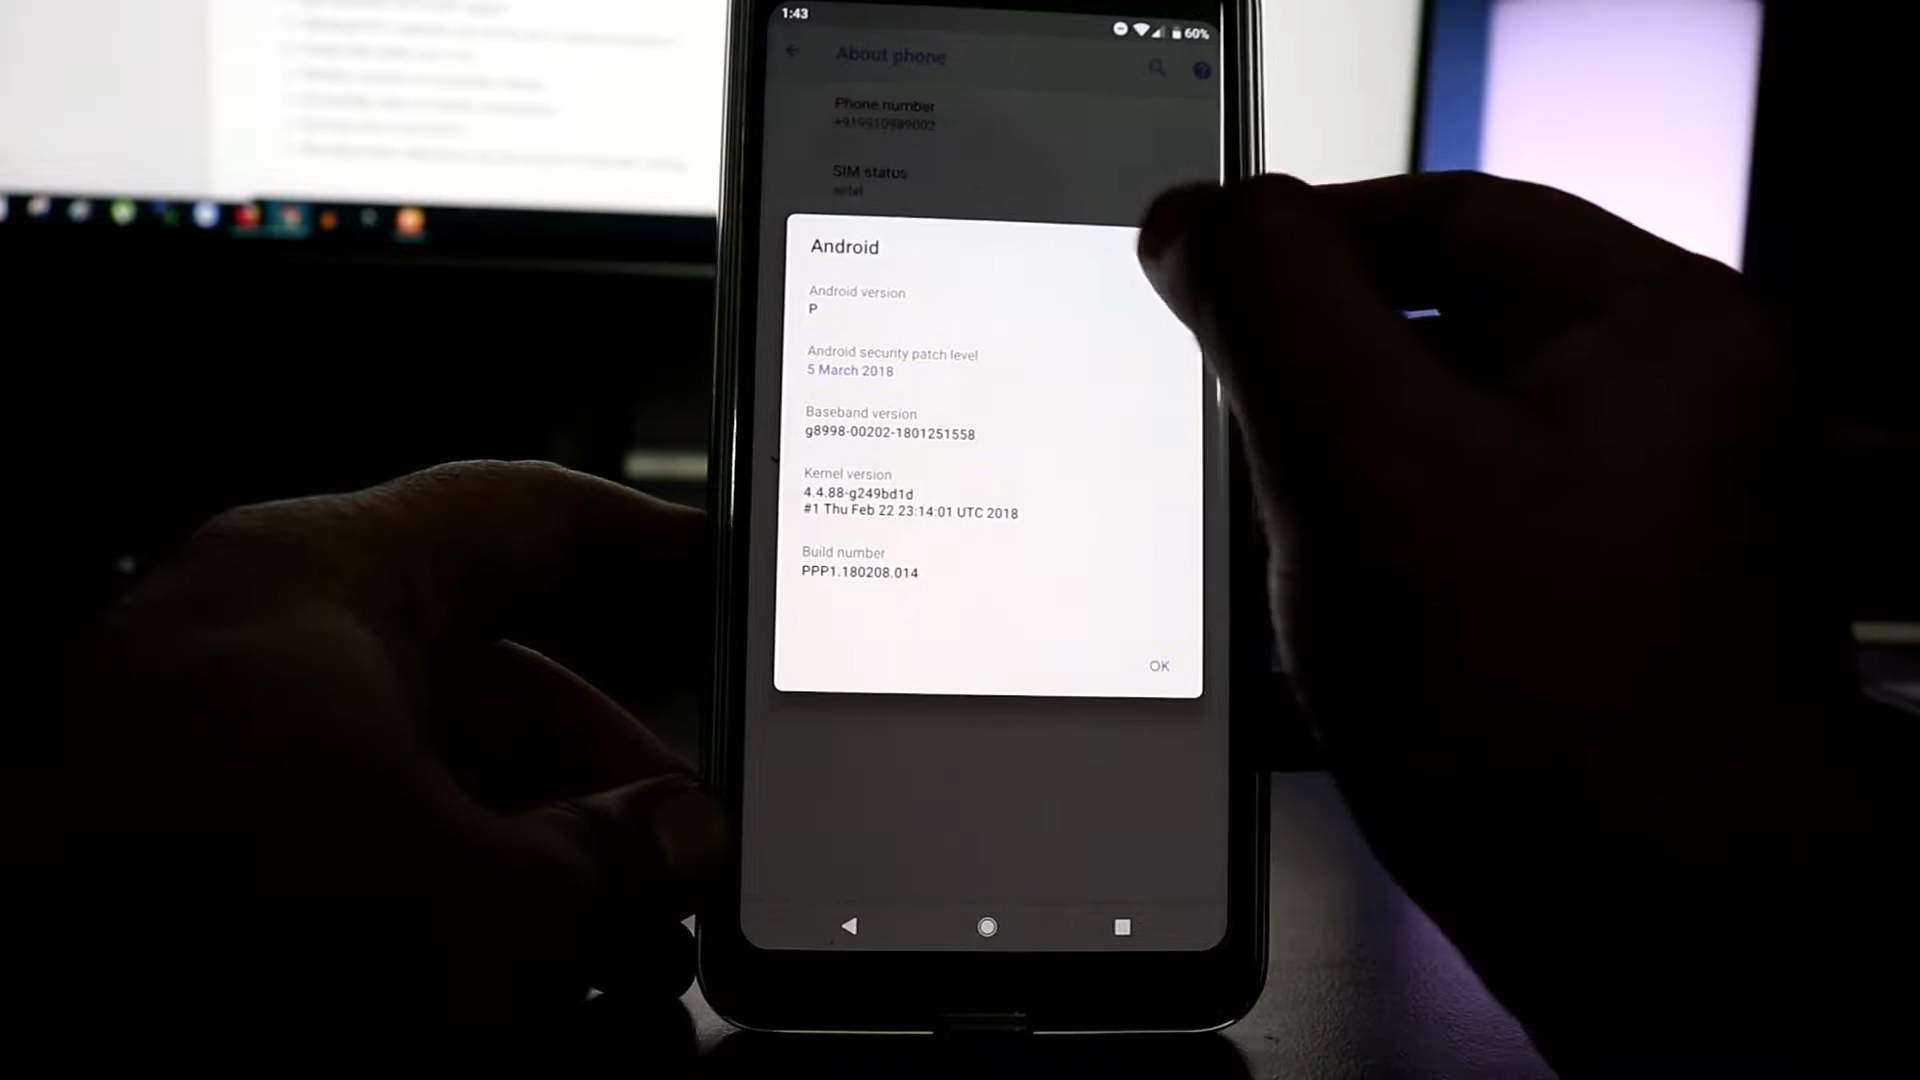 1:43
60%
About phone
Phone number
+919910989002
SIM status
airtel
Android
Android version
P
Android security patch level
5 March 2018
Baseband version
g8998-00202-1801251558
Kernel version
4.4.88-g249bd1d
#1 Thu Feb 22 23:14:01 UTC 2018
Build number
PPP1.180208.014
OK